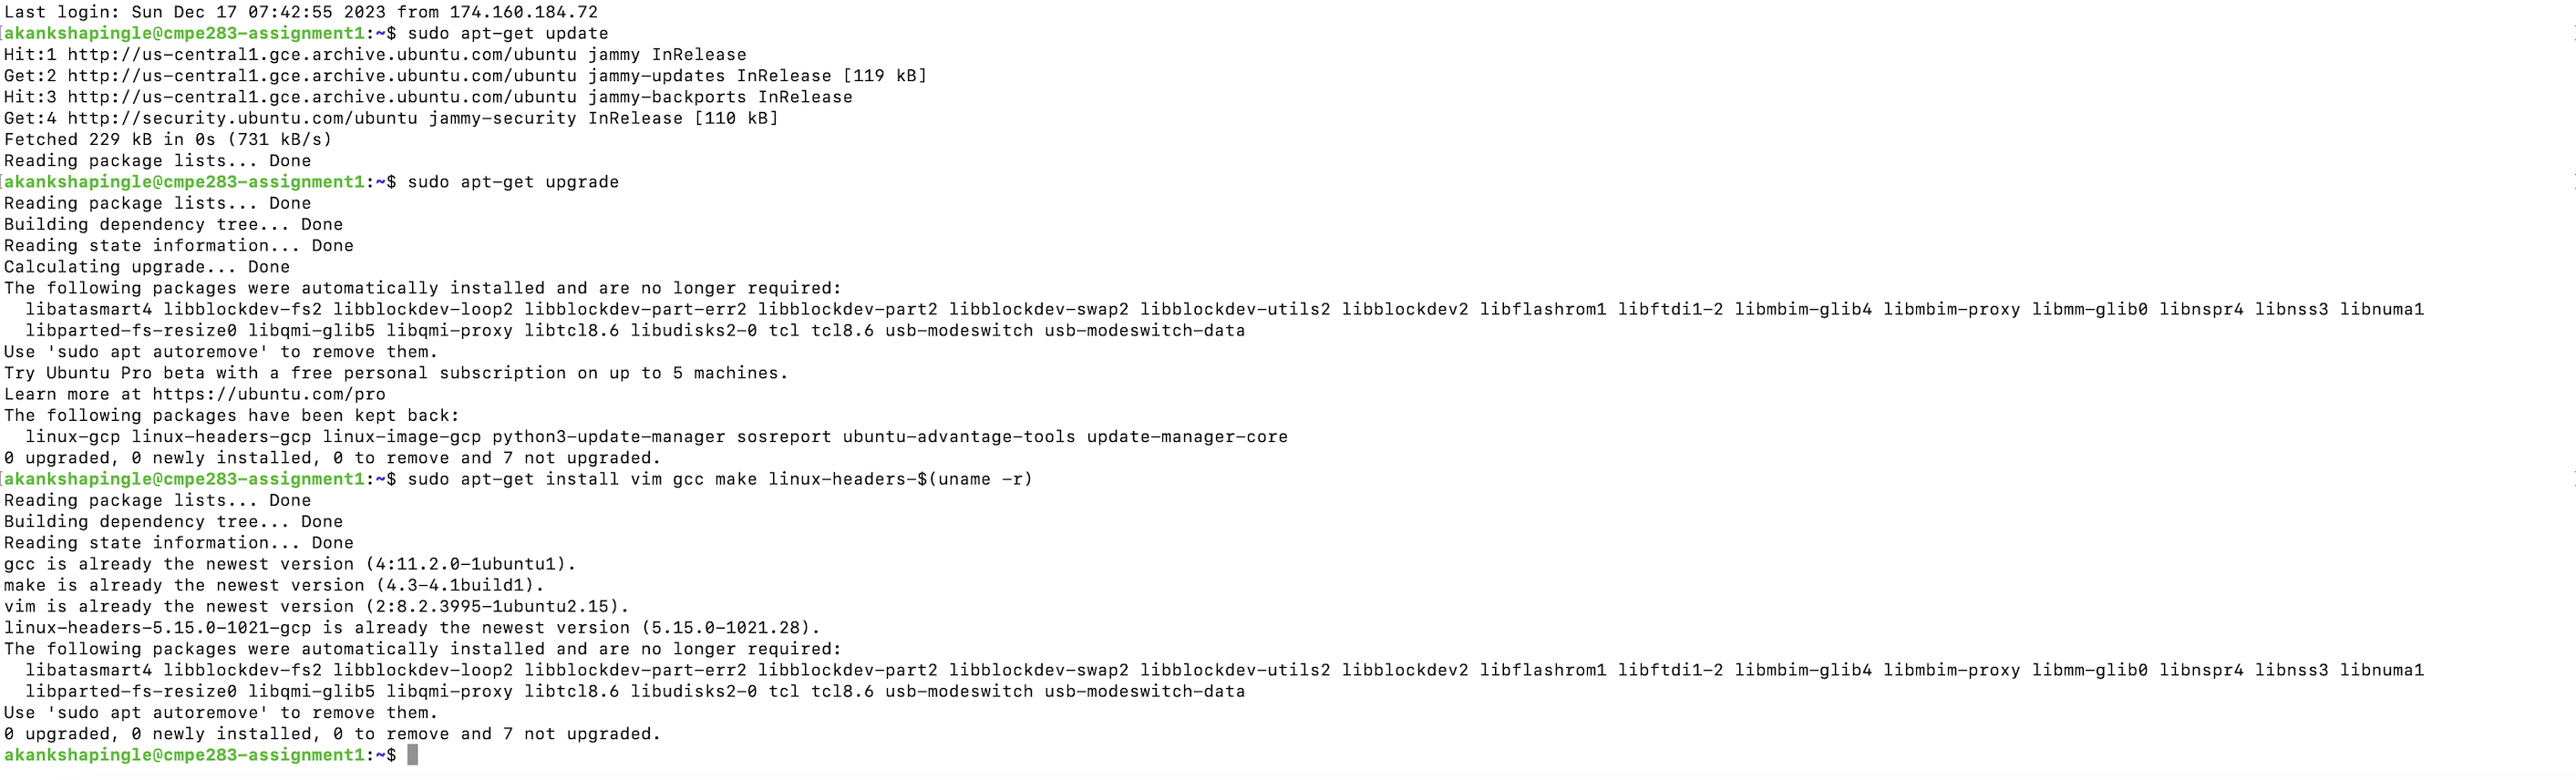 Last login: Sun Dec 17 07:42:55 2023 from 174.160.184.72
[akankshapingle@cmpe283-assignment1:~$ sudo apt-get update ]
Hit:1 http://us-central1.gce.archive.ubuntu.com/ubuntu jammy InRelease
Get:2 http://us-central1.gce.archive.ubuntu.com/ubuntu jammy-updates InRelease [119 kB]
Hit:3 http://us-central1.gce.archive.ubuntu.com/ubuntu jammy-backports InRelease
Get:4 http://security.ubuntu.com/ubuntu jammy-security InRelease [110 kB]
Fetched 229 kB in 0s (731 kB/s)
Reading package lists... Done
[akankshapingle@cmpe283-assignment1:~$ sudo apt-get upgrade ]
Reading package lists... Done
Building dependency tree... Done
Reading state information... Done
Calculating upgrade... Done
The following packages were automatically installed and are no longer required:
  libatasmart4 libblockdev-fs2 libblockdev-loop2 libblockdev-part-err2 libblockdev-part2 libblockdev-swap2 libblockdev-utils2 libblockdev2 libflashrom1 libftdi1-2 libmbim-glib4 libmbim-proxy libmm-glib0 libnspr4 libnss3 libnuma1
  libparted-fs-resize0 libqmi-glib5 libqmi-proxy libtcl8.6 libudisks2-0 tcl tcl8.6 usb-modeswitch usb-modeswitch-data
Use 'sudo apt autoremove' to remove them.
Try Ubuntu Pro beta with a free personal subscription on up to 5 machines.
Learn more at https://ubuntu.com/pro
The following packages have been kept back:
  linux-gcp linux-headers-gcp linux-image-gcp python3-update-manager sosreport ubuntu-advantage-tools update-manager-core
0 upgraded, 0 newly installed, 0 to remove and 7 not upgraded.
[akankshapingle@cmpe283-assignment1:~$ sudo apt-get install vim gcc make linux-headers-$(uname -r) ]
Reading package lists... Done
Building dependency tree... Done
Reading state information... Done
gcc is already the newest version (4:11.2.0-1ubuntu1).
make is already the newest version (4.3-4.1build1).
vim is already the newest version (2:8.2.3995-1ubuntu2.15).
linux-headers-5.15.0-1021-gcp is already the newest version (5.15.0-1021.28).
The following packages were automatically installed and are no longer required:
  libatasmart4 libblockdev-fs2 libblockdev-loop2 libblockdev-part-err2 libblockdev-part2 libblockdev-swap2 libblockdev-utils2 libblockdev2 libflashrom1 libftdi1-2 libmbim-glib4 libmbim-proxy libmm-glib0 libnspr4 libnss3 libnuma1
  libparted-fs-resize0 libqmi-glib5 libqmi-proxy libtcl8.6 libudisks2-0 tcl tcl8.6 usb-modeswitch usb-modeswitch-data
Use 'sudo apt autoremove' to remove them.
0 upgraded, 0 newly installed, 0 to remove and 7 not upgraded.
akankshapingle@cmpe283-assignment1:~$